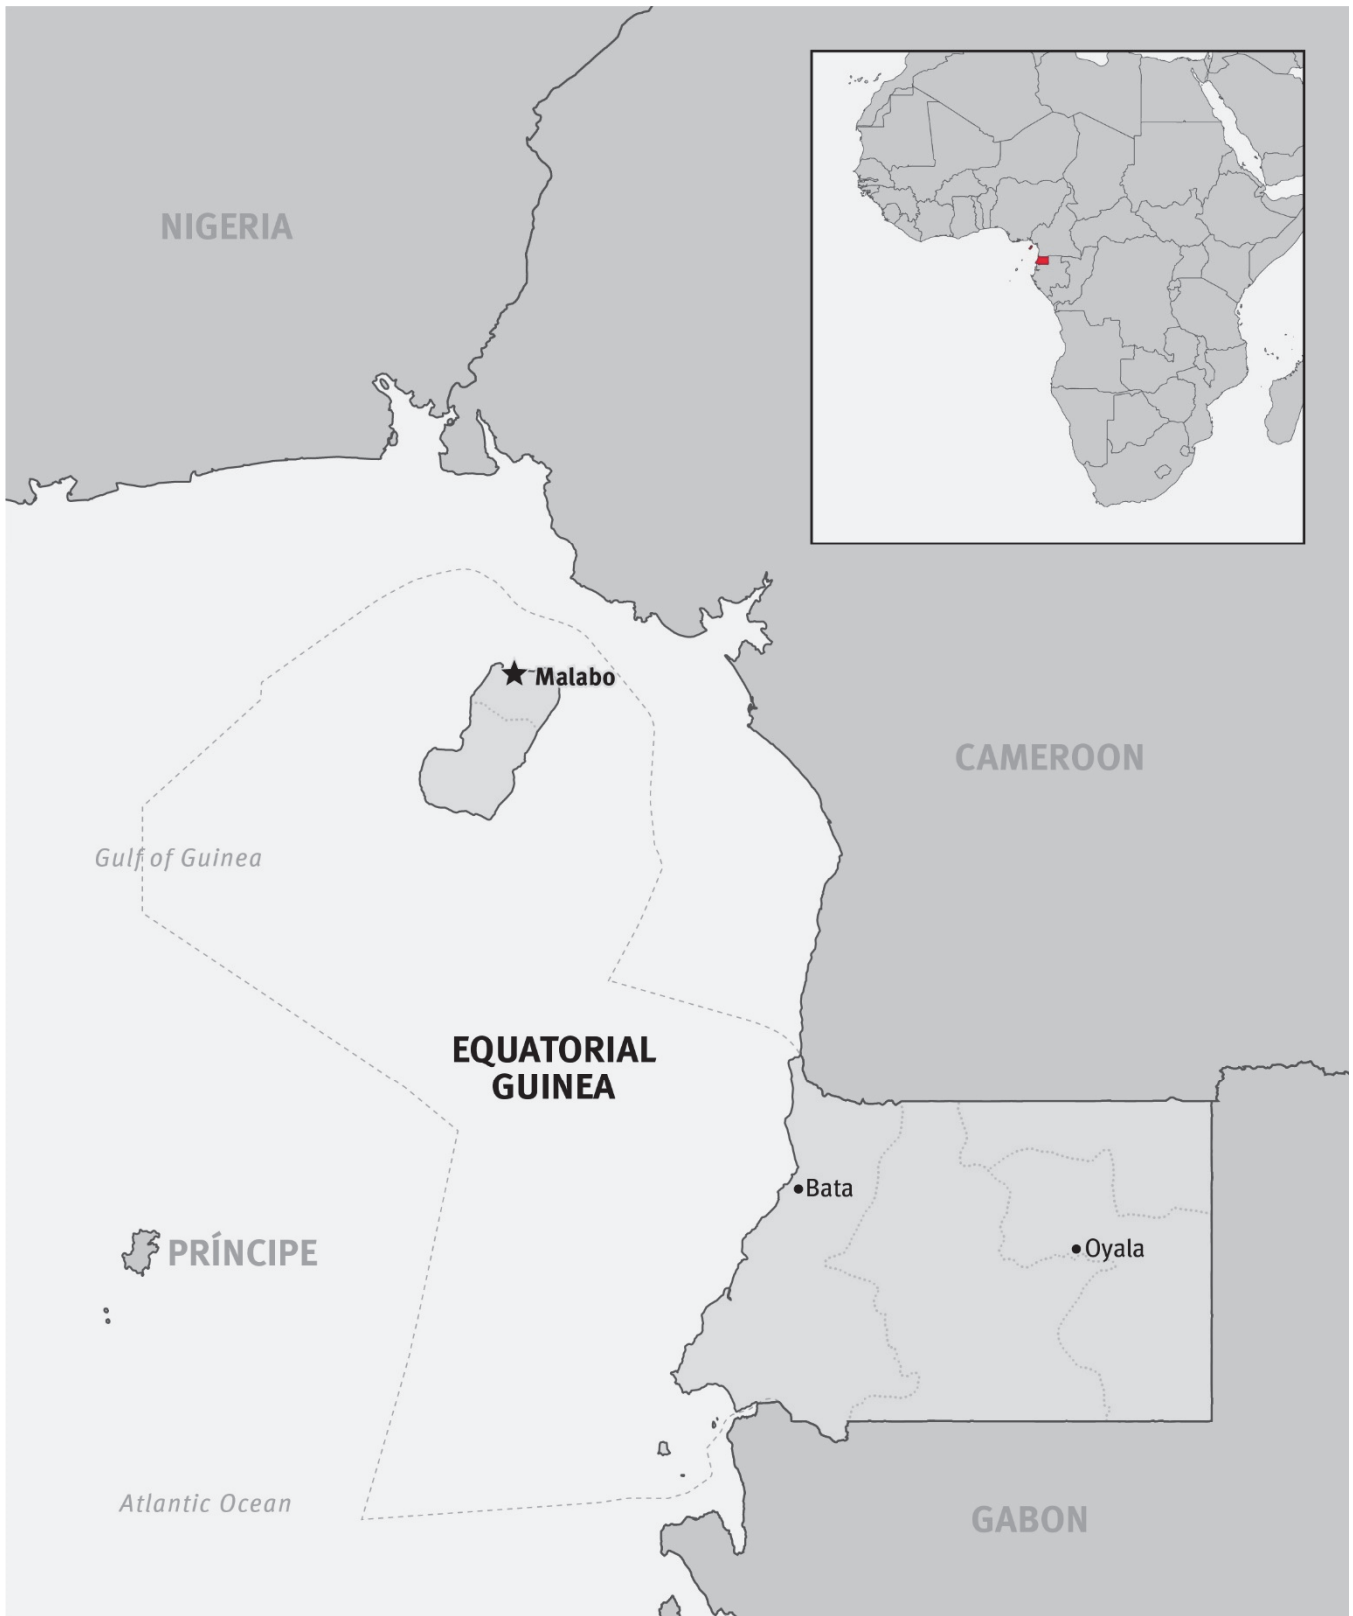 NIGERIA
Malabo
CAMEROON
Gulf of Guinea
EQUATORIAL
GUINEA
Bata
Oyala
PRÍNCIPE
Atlantic Ocean
GABON